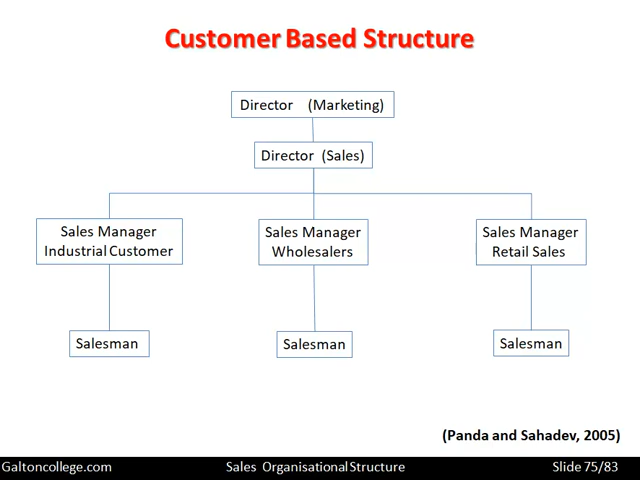 Customer Based Structure
Director (Marketing)
Director (Sales)
Sales Manager
Industrial Customer
Sales Manager
Wholesalers
Sales Manager
Retail Sales
Salesman
Salesman
Salesman
(Panda and Sahadev, 2005)
Galtoncollege.com
Sales Organisational Structure
Slide 75/83